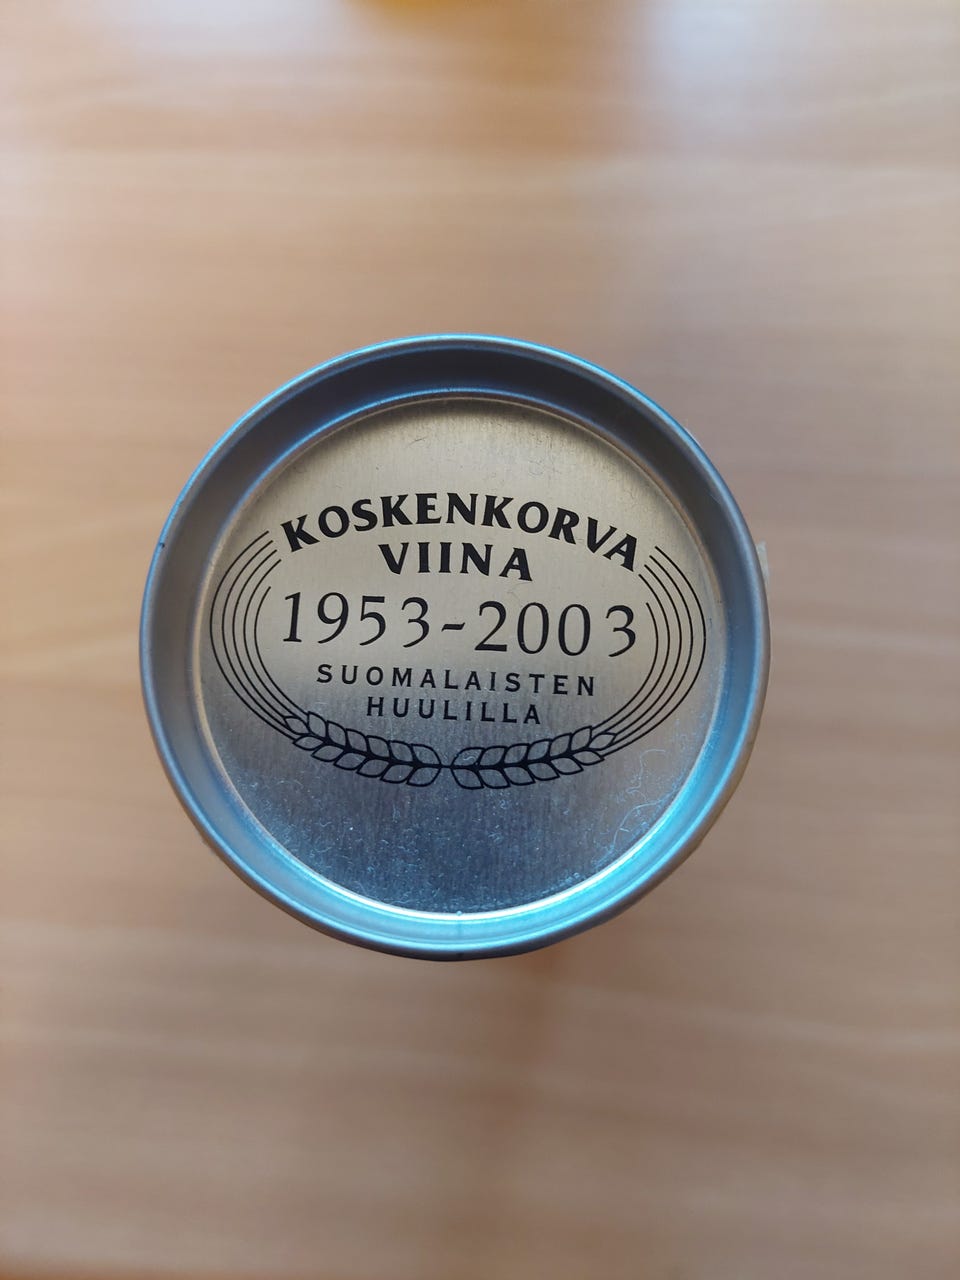 KOSKENKORVA
VIINA
1953-2003
SUOMALAISTEN
HUULILLA